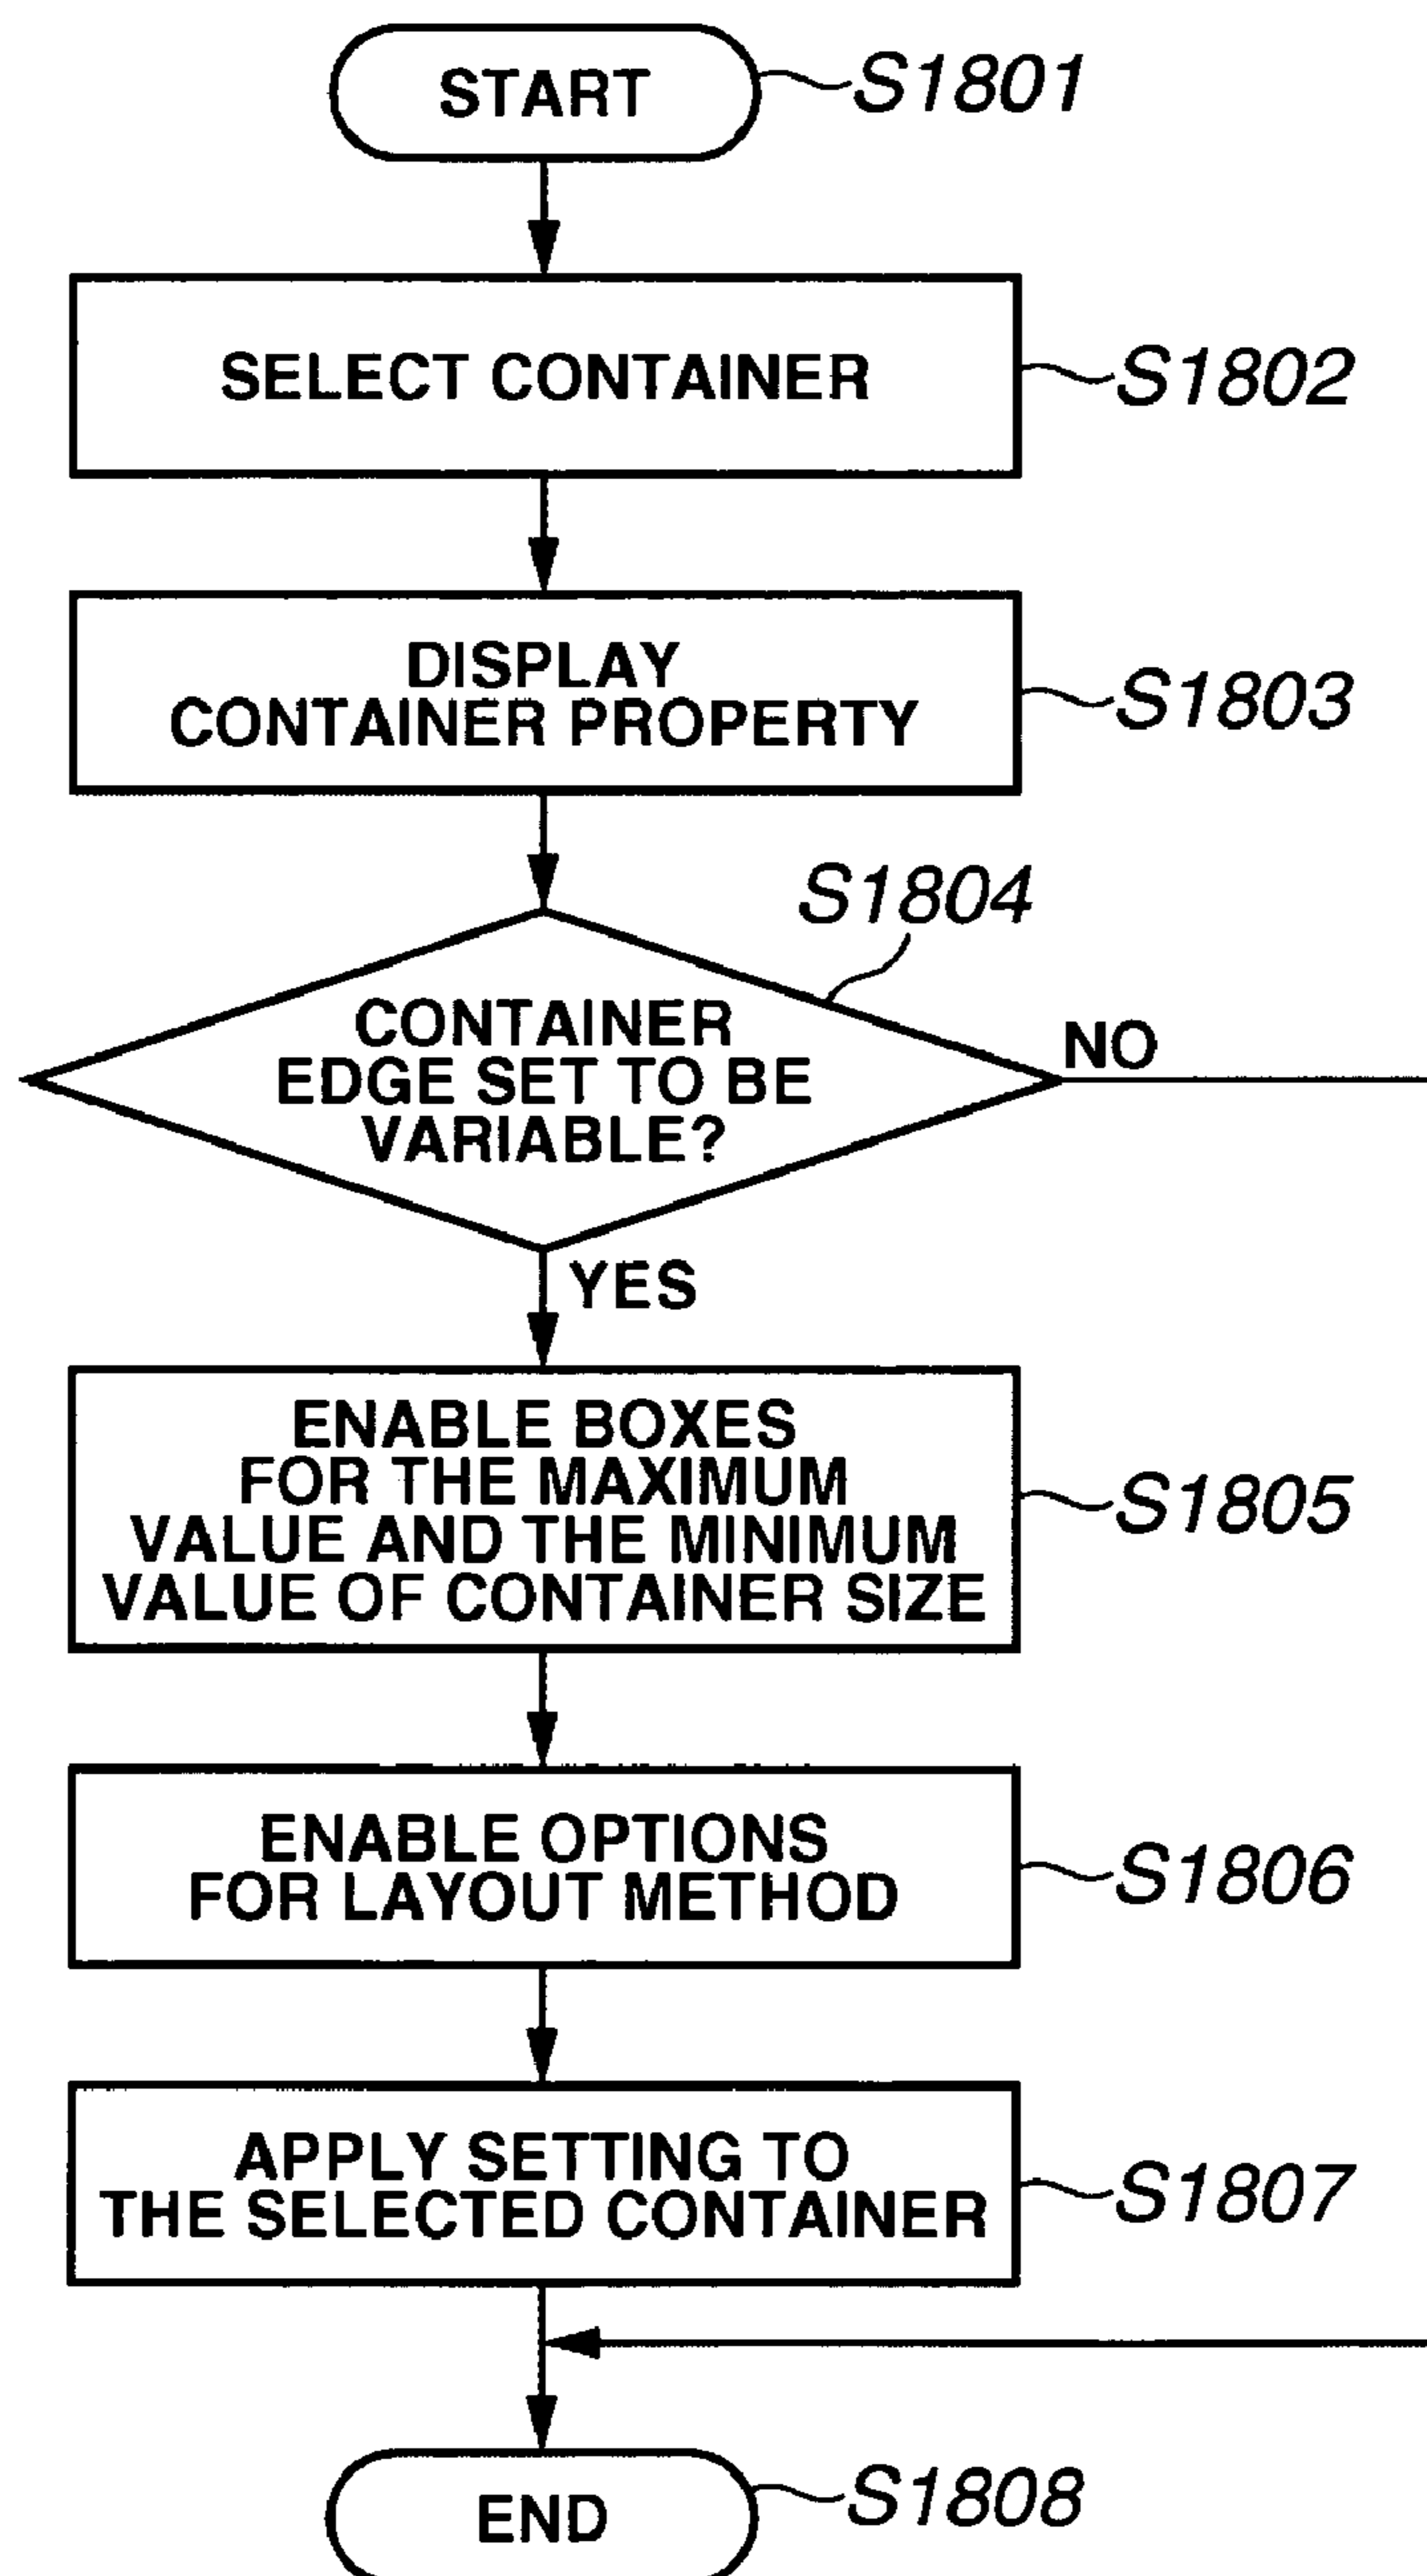 START
S1801
SELECT CONTAINER
S1802
DISPLAY
CONTAINER PROPERTY
S1803
S1804
CONTAINER
EDGE SET TO BE
VARIABLE?
NO
YES
ENABLE BOXES
FOR THE MAXIMUM
VALUE AND THE MINIMUM
VALUE OF CONTAINER SIZE
S1805
ENABLE OPTIONS
FOR LAYOUT METHOD
S1806
APPLY SETTING TO
THE SELECTED CONTAINER
S1807
END
S1808